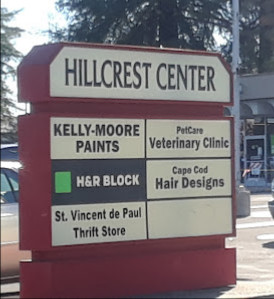 HILLCREST CENTER
KELLY-MOORE
PAINTS
PetCare
Veterinary Clinic
H&R BLOCK
Cape Cod
Hair Designs
St. Vincent de Paul
Thrift Store